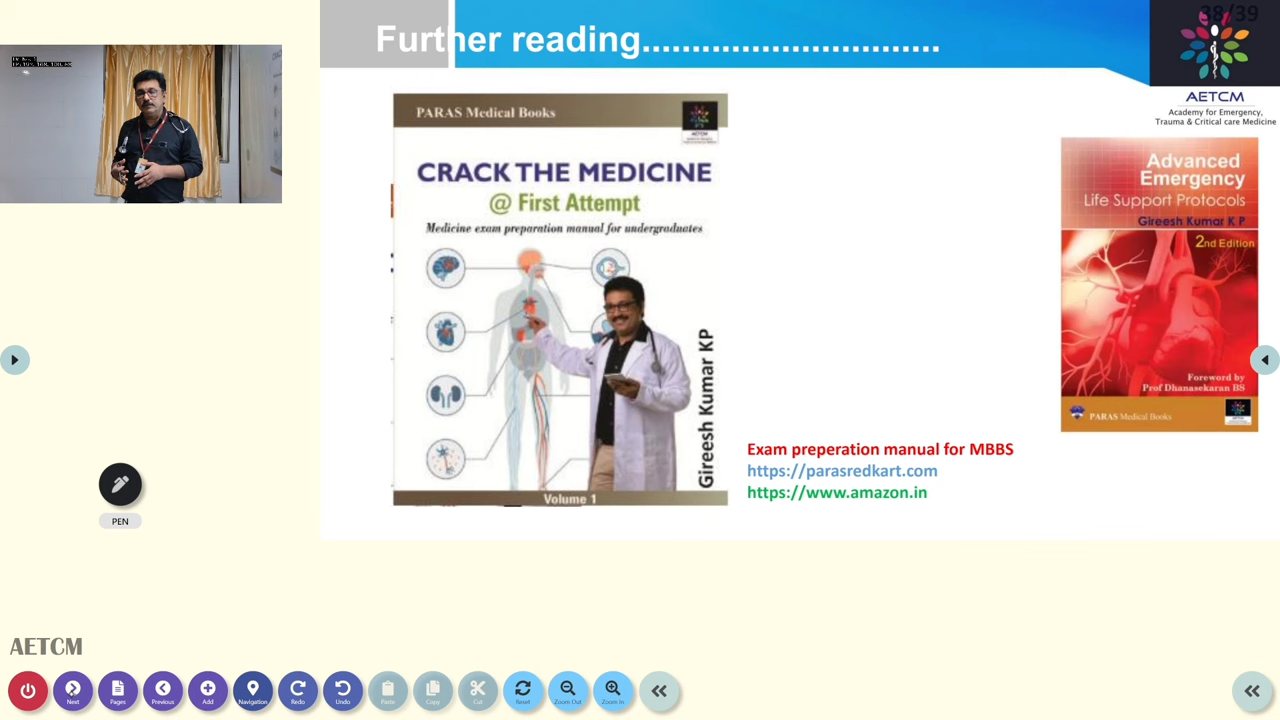 38/39
Further reading..............................
AETCM
Academy for Emergency,
Trauma & Critical care Medicine
PARAS Medical Books
AETCM
CRACK THE MEDICINE
@ First Attempt
Medicine exam preparation manual for undergraduates
Gireesh Kumar KP
Volume 1
Advanced
Emergency
Life Support Protocols
Gireesh Kumar K P
2nd Edition
Foreword by
Prof Dhanasekaran BS
PARAS Medical Books
Exam preperation manual for MBBS
https://parasredkart.com
https://www.amazon.in
PEN
AETCM
Next
Pages
Previous
Add
Navigation
Redo
Undo
Paste
Copy
Cut
Reset
Zoom Out
Zoom In